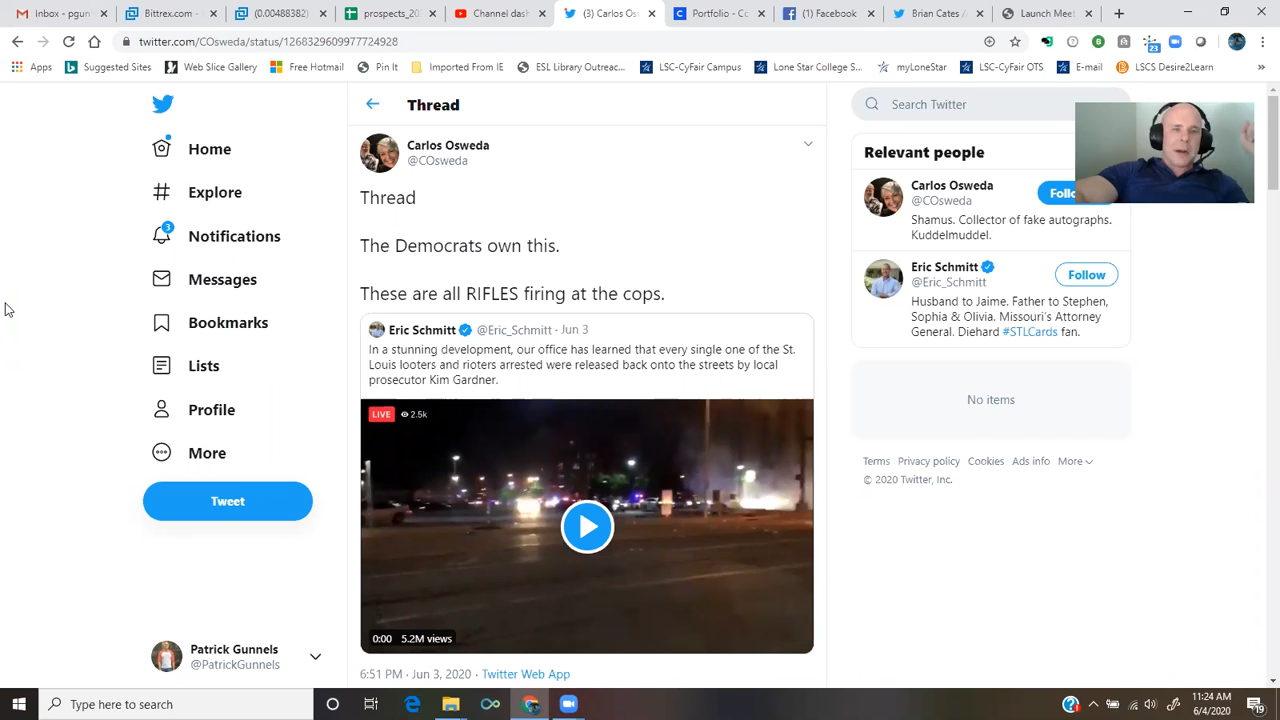 Inbox - pgun
Bittrex.com -
(0.00488382)
prospects_20
Channel dash
(3) Carlos Os
Portfolio - Co
(1) Facebook
Brian Cates /
Launch Meet
twitter.com/COsweda/status/1268329609977724928
23
Apps
Suggested Sites
Web Slice Gallery
Free Hotmail
Pin It
Imported From IE
ESL Library Outreac...
LSC-CyFair Campus
Lone Star College S...
myLoneStar
LSC-CyFair OTS
E-mail
LSCS Desire2Learn
»
Home
Explore
3
Notifications
Messages
Bookmarks
Lists
Profile
More
Tweet
Patrick Gunnels
@PatrickGunnels
Thread
Carlos Osweda
@COsweda
Thread
The Democrats own this.
These are all RIFLES firing at the cops.
Eric Schmitt @Eric_Schmitt · Jun 3
In a stunning development, our office has learned that every single one of the St.
Louis looters and rioters arrested were released back onto the streets by local
prosecutor Kim Gardner.
LIVE 2.5k
0:00 5.2M views
6:51 PM · Jun 3, 2020 · Twitter Web App
Search Twitter
Relevant people
Carlos Osweda
@COsweda
Follo
Shamus. Collector of fake autographs.
Kuddelmuddel.
Eric Schmitt
@Eric_Schmitt
Follow
Husband to Jaime. Father to Stephen,
Sophia & Olivia. Missouri's Attorney
General. Diehard #STLCards fan.
No items
Terms Privacy policy Cookies Ads info More
© 2020 Twitter, Inc.
Type here to search
11:24 AM
6/4/2020
19